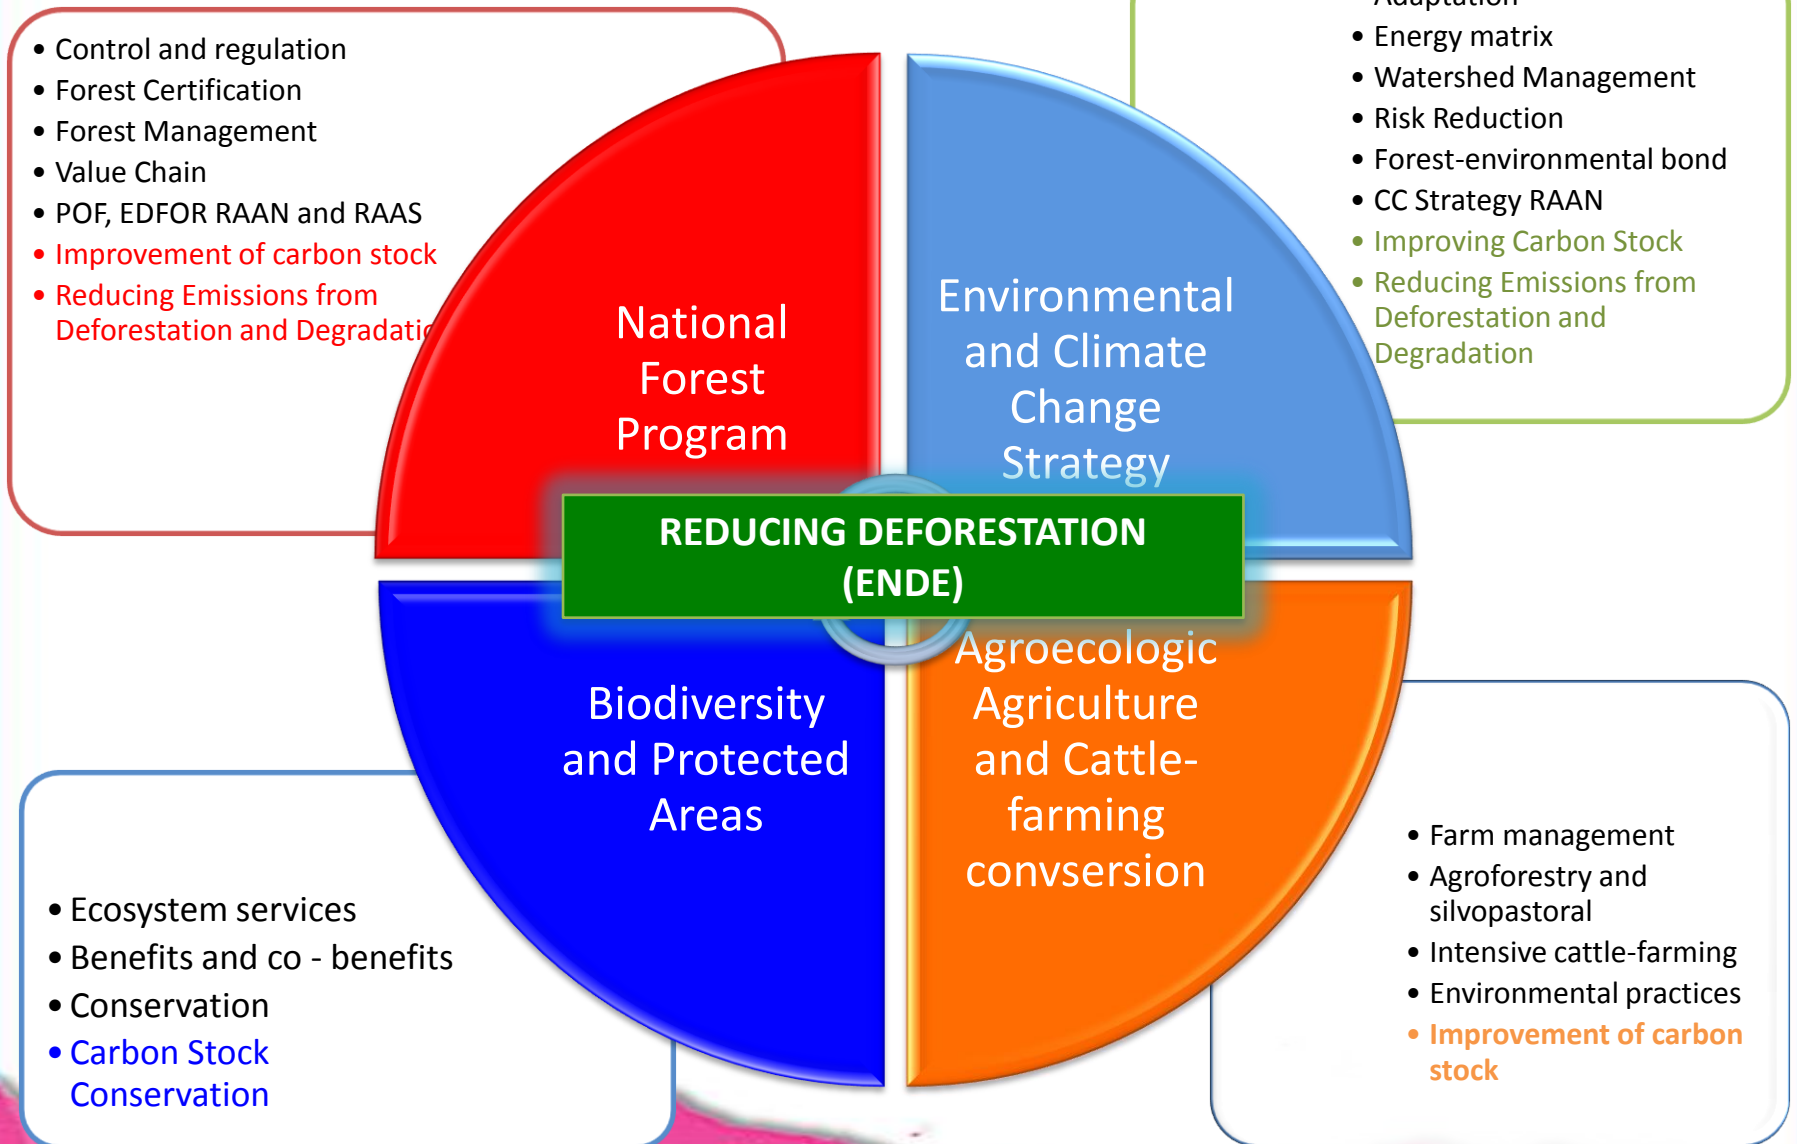 • Control and regulation
• Forest Certification
• Forest Management
• Value Chain
• POF, EDFOR RAAN and RAAS
• Improvement of carbon stock
• Reducing Emissions from
Deforestation and Degradatio
Adaptation
• Energy matrix
• Watershed Management
• Risk Reduction
• Forest-environmental bond
• CC Strategy RAAN
• Improving Carbon Stock
• Reducing Emissions from
Deforestation and
Degradation
National
Forest
Program
Environmental
and Climate
Change
Strategy
REDUCING DEFORESTATION
(ENDE)
Biodiversity
and Protected
Areas
Agroecologic
Agriculture
and Cattle-
farming
convsersion
• Ecosystem services
• Benefits and co - benefits
• Conservation
• Carbon Stock
Conservation
• Farm management
• Agroforestry and
silvopastoral
• Intensive cattle-farming
• Environmental practices
• Improvement of carbon
stock